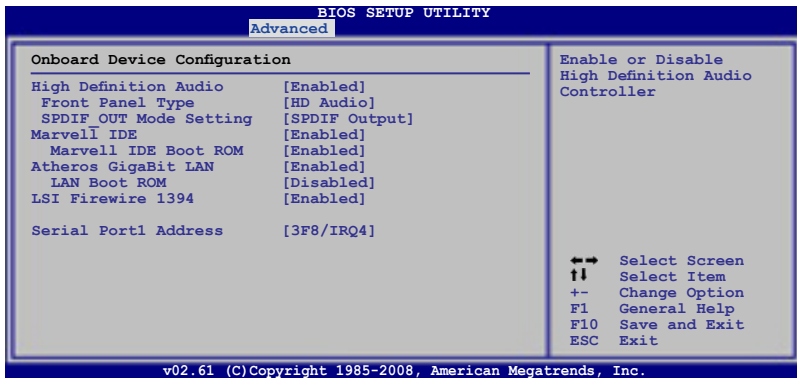 BIOS SETUP UTILITY
Advanced
Onboard Device Configuration
High Definition Audio [Enabled]
Front Panel Type [HD Audio]
SPDIF_OUT Mode Setting [SPDIF Output]
Marvell IDE [Enabled]
Marvell IDE Boot ROM [Enabled]
Atheros GigaBit LAN [Enabled]
LAN Boot ROM [Disabled]
LSI Firewire 1394 [Enabled]
Serial Port1 Address [3F8/IRQ4]
Enable or Disable
High Definition Audio
Controller
←→ Select Screen
↑↓ Select Item
+- Change Option
F1 General Help
F10 Save and Exit
ESC Exit
v02.61 (C)Copyright 1985-2008, American Megatrends, Inc.